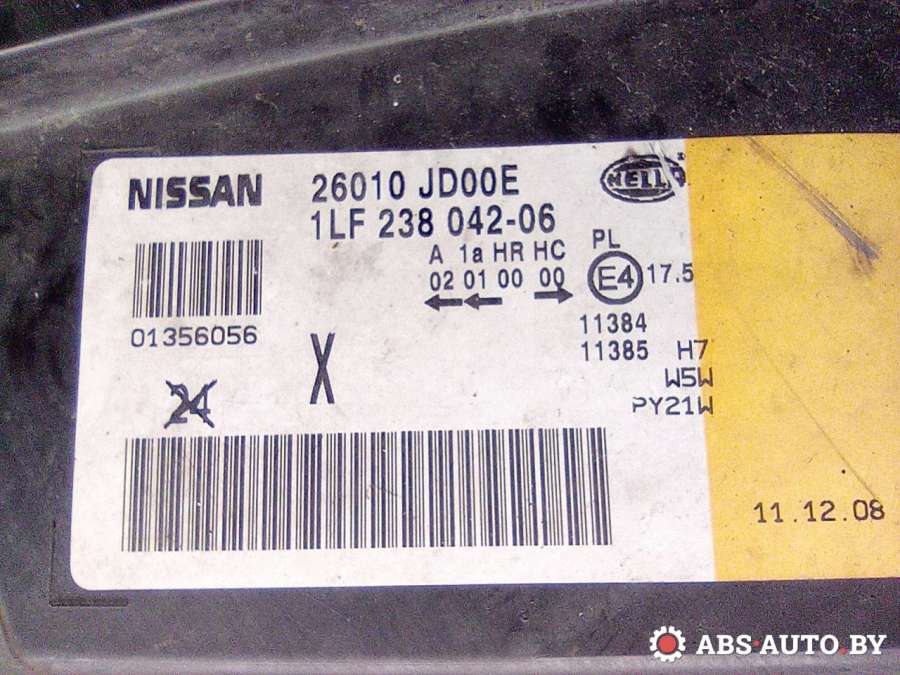 NISSAN 26010 JD00E HELLA
1LF 238 042-06
A 1a HR HC PL
02 01 00 00 E4 17.5
01356056
11384
11385 H7
X
24
W5W
PY21W
11.12.08
ABS-AUTO.BY